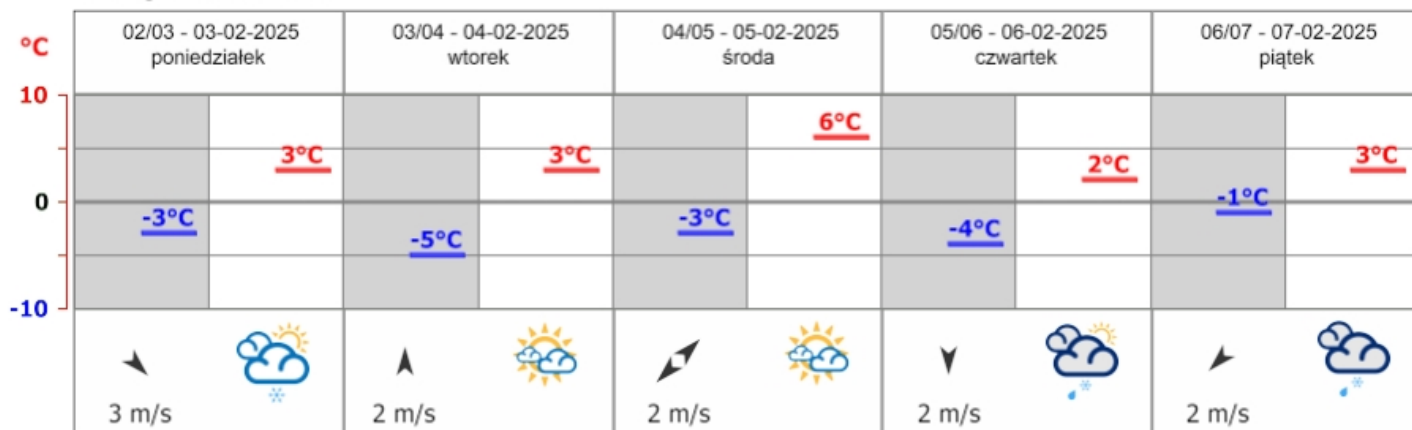 02/03 - 03-02-2025
poniedziałek
03/04 - 04-02-2025
wtorek
04/05 - 05-02-2025
środa
05/06 - 06-02-2025
czwartek
06/07 - 07-02-2025
piątek
°C
10
0
-10
-3°C
3°C
-5°C
3°C
-3°C
6°C
-4°C
2°C
-1°C
3°C
3 m/s
2 m/s
2 m/s
2 m/s
2 m/s